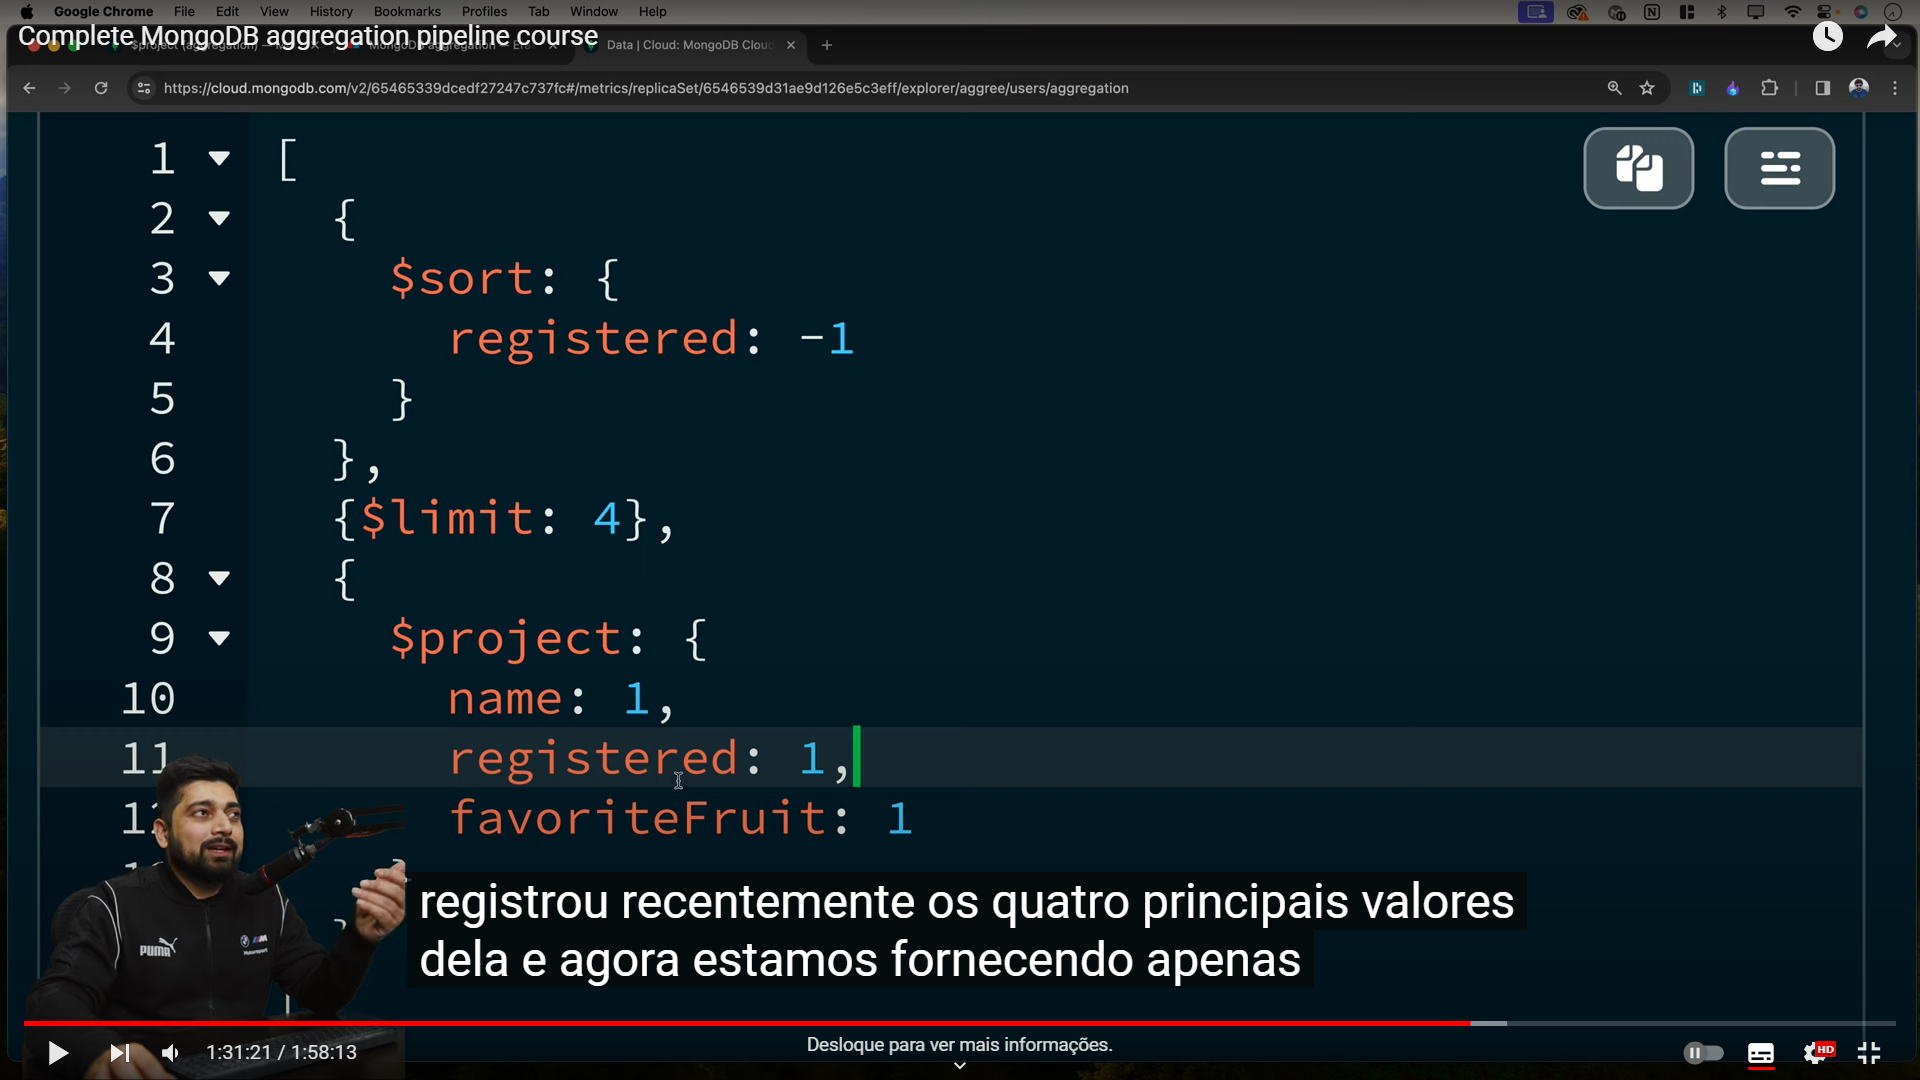 Google Chrome File Edit View History Bookmarks Profiles Tab Window Help
Complete MongoDB aggregation pipeline course
Data | Cloud: MongoDB Clou
https://cloud.mongodb.com/v2/65465339dcedf27247c737fc#/metrics/replicaSet/6546539d31ae9d126e5c3eff/explorer/aggree/users/aggregation
1 [
2 {
3 $sort: {
4 registered: -1
5 }
6 },
7 {$limit: 4},
8 {
9 $project: {
10 name: 1,
11 registered: 1,
12 favoriteFruit: 1
registrou recentemente os quatro principais valores
dela e agora estamos fornecendo apenas
PUMA
Desloque para ver mais informações.
1:31:21 / 1:58:13
HD